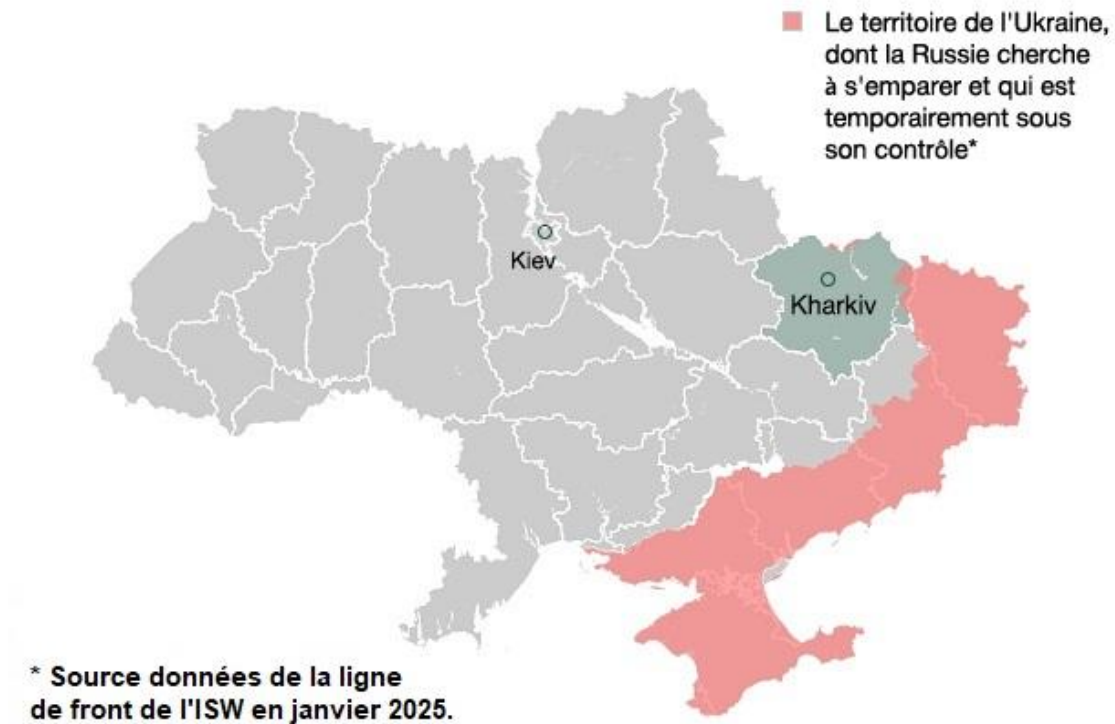 Le territoire de l'Ukraine,
dont la Russie cherche
à s'emparer et qui est
temporairement sous
son contrôle*
Kiev
Kharkiv
* Source données de la ligne
de front de l'ISW en janvier 2025.